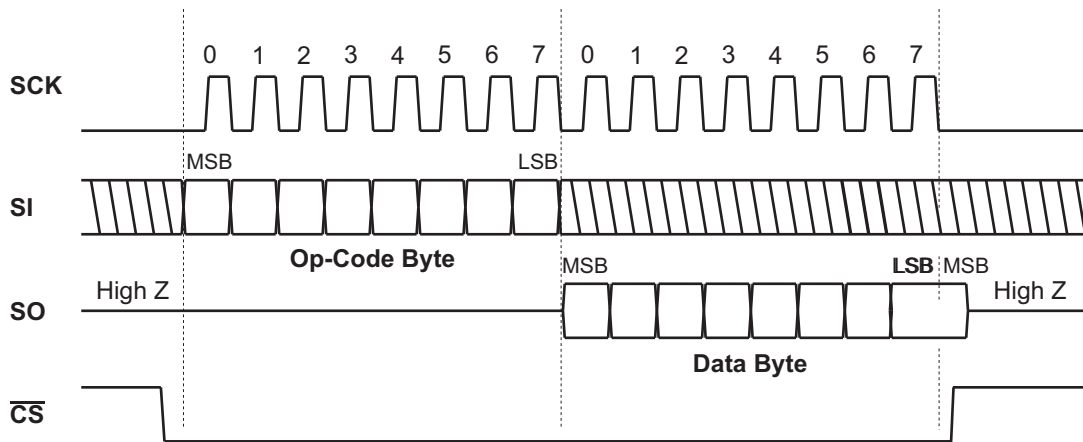 0 1 2 3 4 5 6 7 0 1 2 3 4 5 6 7
SCK
MSB LSB
SI
Op-Code Byte
MSB LSB MSB
High Z High Z
SO
Data Byte
CS